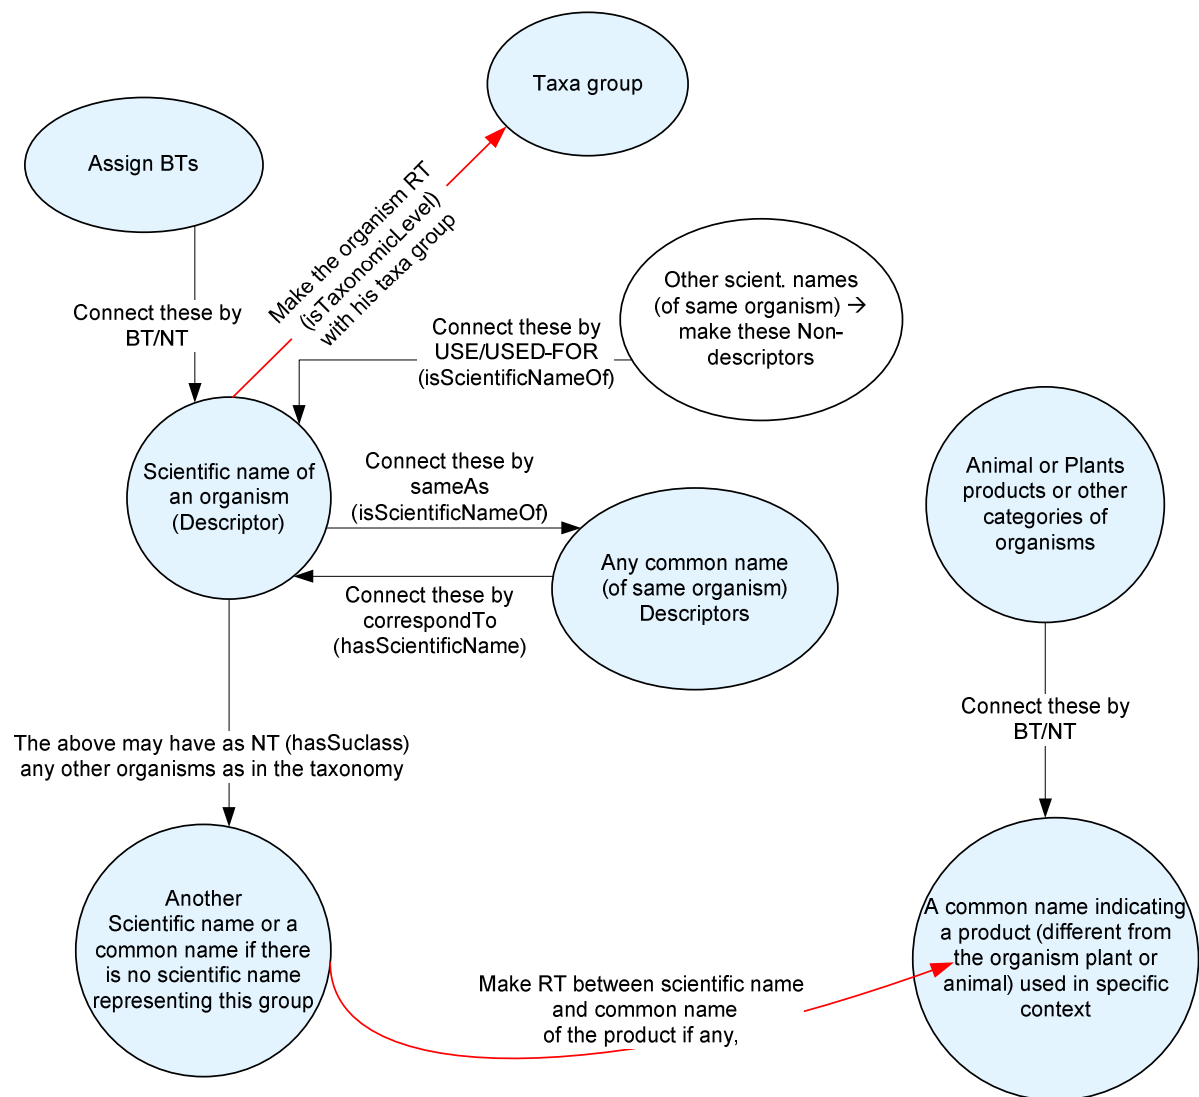 Taxa group
Assign BTs
Make the organism RT
(isTaxonomicLevel)
with his taxa group
Connect these by
BT/NT
Other scient. names
(of same organism) →
make these Non-
descriptors
Connect these by
USE/USED-FOR
(isScientificNameOf)
Scientific name of
an organism
(Descriptor)
Connect these by
sameAs
(isScientificNameOf)
Animal or Plants
products or other
categories of
organisms
Any common name
(of same organism)
Descriptors
Connect these by
correspondTo
(hasScientificName)
Connect these by
BT/NT
The above may have as NT (hasSuclass)
any other organisms as in the taxonomy
Another
Scientific name or a
common name if there
is no scientific name
representing this group
A common name indicating
a product (different from
the organism plant or
animal) used in specific
context
Make RT between scientific name
and common name
of the product if any,